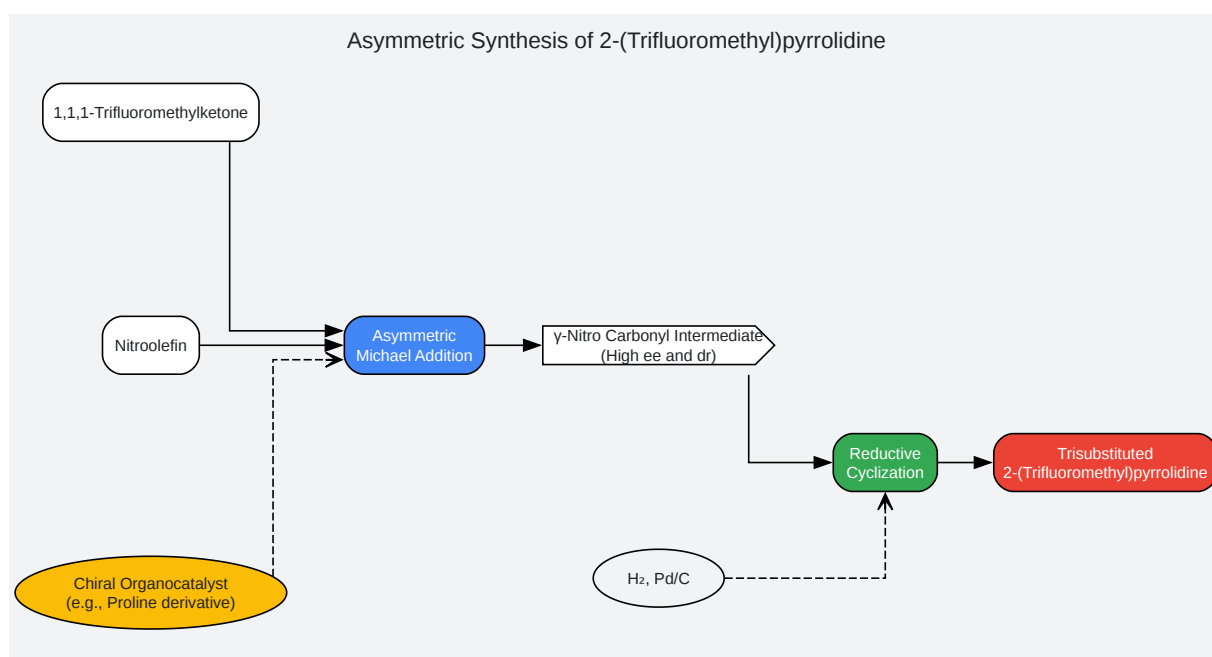 Asymmetric Synthesis of 2-(Trifluoromethyl)pyrrolidine
1,1,1-Trifluoromethylketone
Nitroolefin
Asymmetric
Michael Addition
γ-Nitro Carbonyl Intermediate
(High ee and dr)
Reductive
Cyclization
Trisubstituted
2-(Trifluoromethyl)pyrrolidine
Chiral Organocatalyst
(e.g., Proline derivative)
H₂, Pd/C